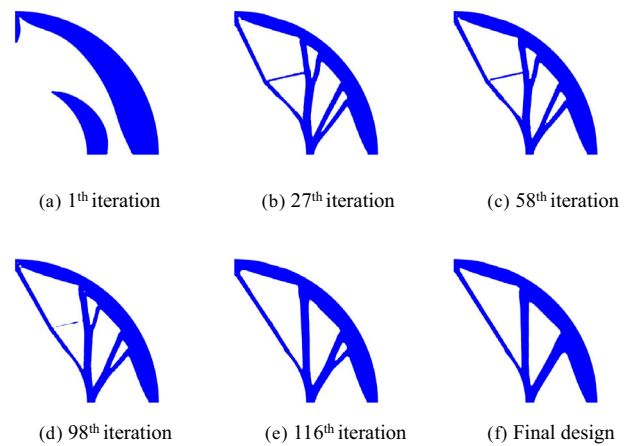 (a) 1th iteration
(b) 27th iteration
(c) 58th iteration
(d) 98th iteration
(e) 116th iteration
(f) Final design